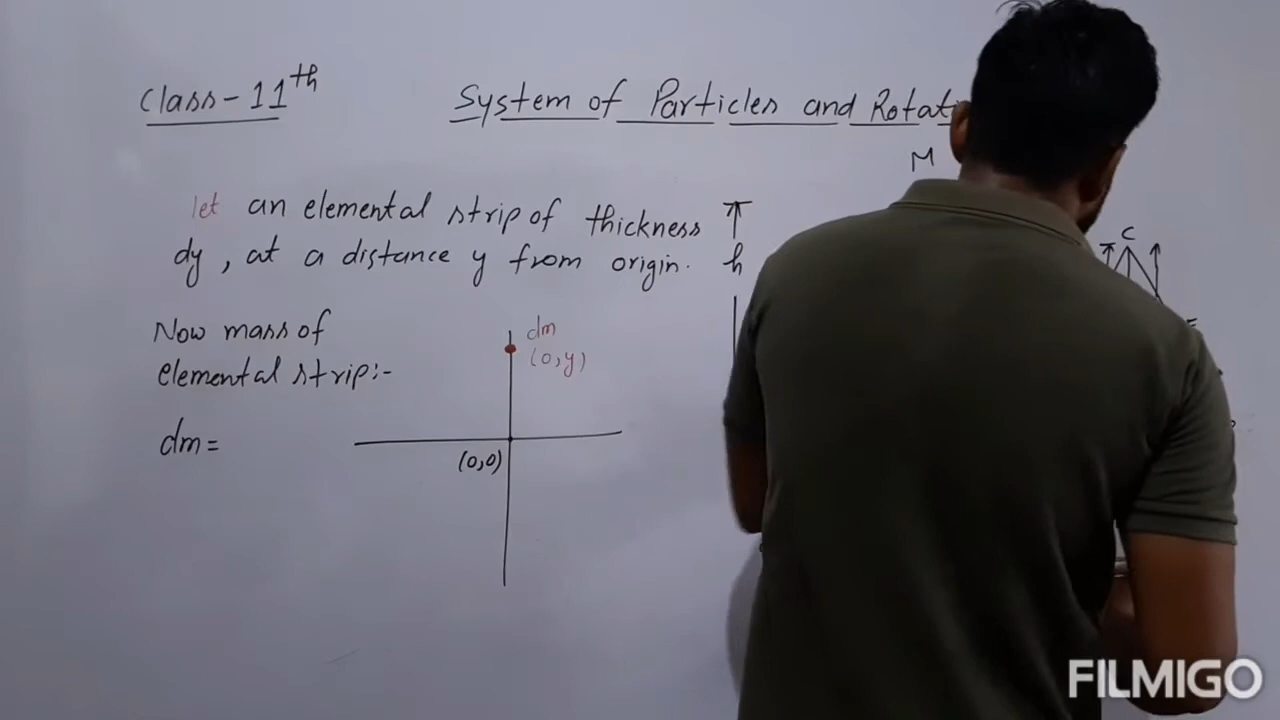 Class-11th
System of Particles and Rotati
M
let an elemental strip of thickness
dy, at a distance y from origin.
h
C
Now mass of
elemental strip:-
dm=
dm
(0,y)
(0,0)
FILMIGO